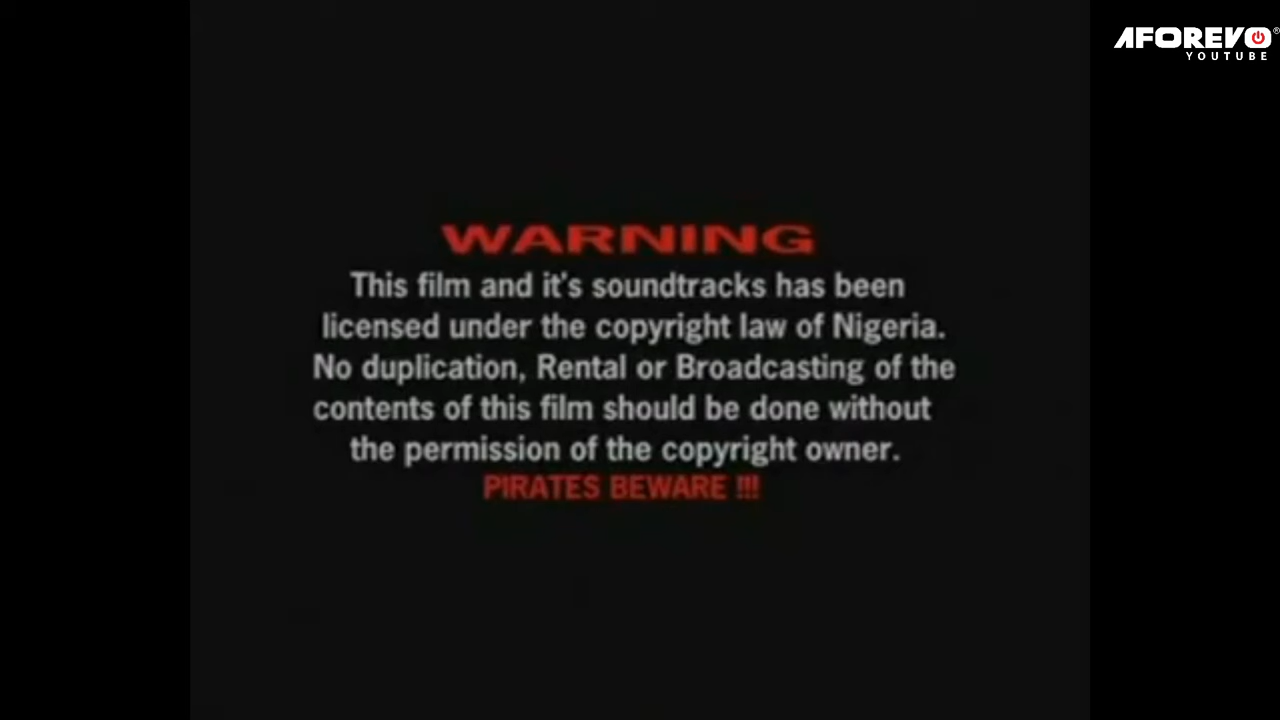 AFOREVO®
YOUTUBE
WARNING
This film and it's soundtracks has been
licensed under the copyright law of Nigeria.
No duplication, Rental or Broadcasting of the
contents of this film should be done without
the permission of the copyright owner.
PIRATES BEWARE !!!